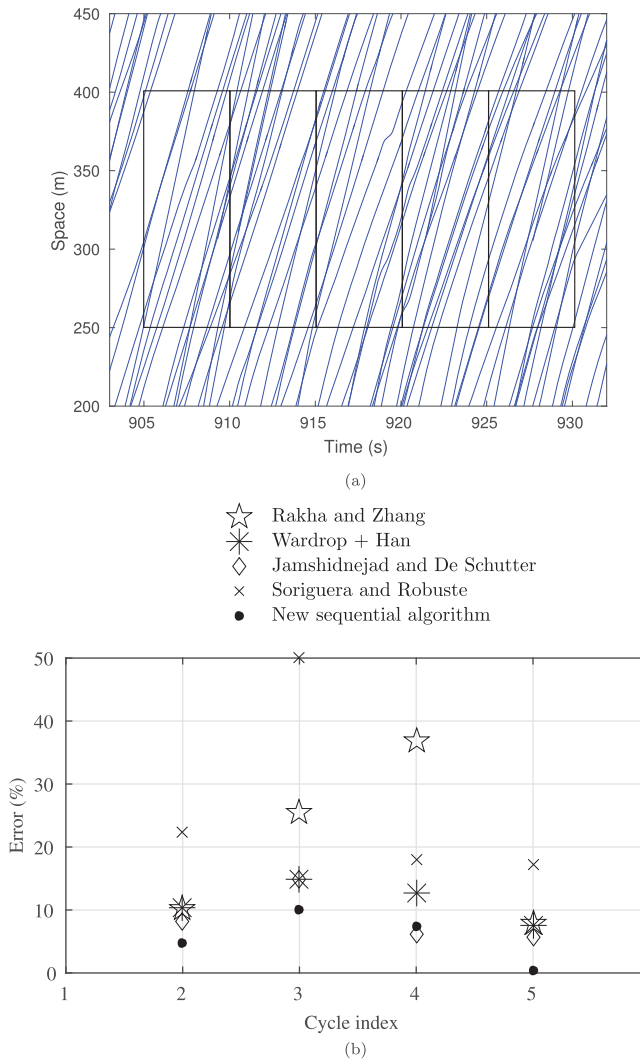 450
400
350
300
250
200
Space (m)
905
910
915
920
925
930
Time (s)
(a)
Rakha and Zhang
Wardrop + Han
Jamshidnejad and De Schutter
Soriguera and Robuste
New sequential algorithm
50
40
30
20
10
0
Error (%)
1
2
3
4
5
Cycle index
(b)